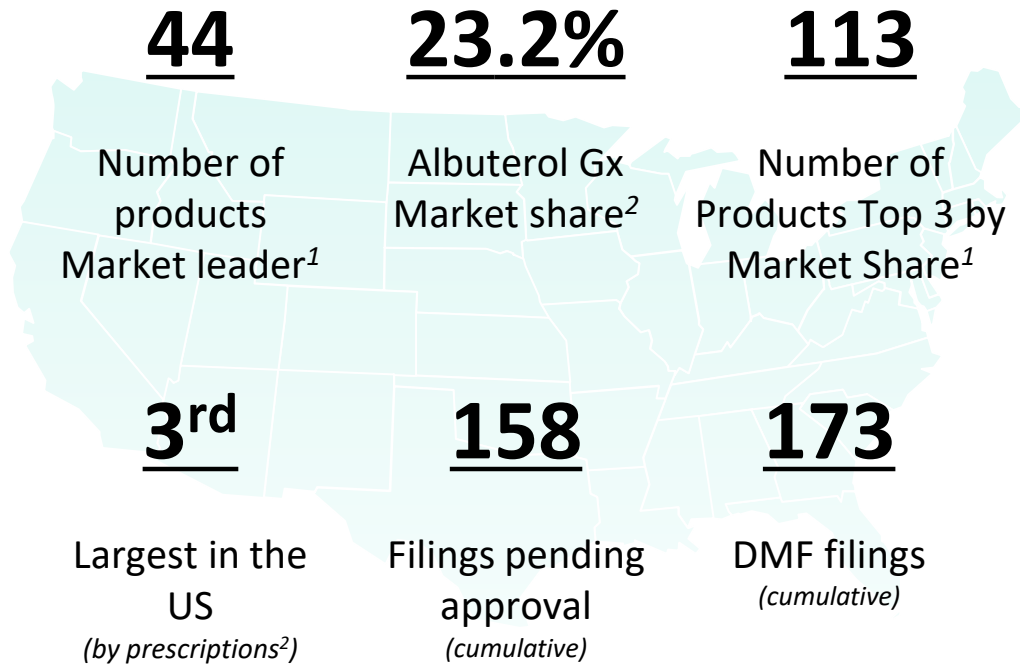 44
Number of
products
Market leader1
23.2%
Albuterol Gx
Market share2
113
Number of
Products Top 3 by
Market Share1
3rd
Largest in the
US
(by prescriptions2)
158
Filings pending
approval
(cumulative)
173
DMF filings
(cumulative)